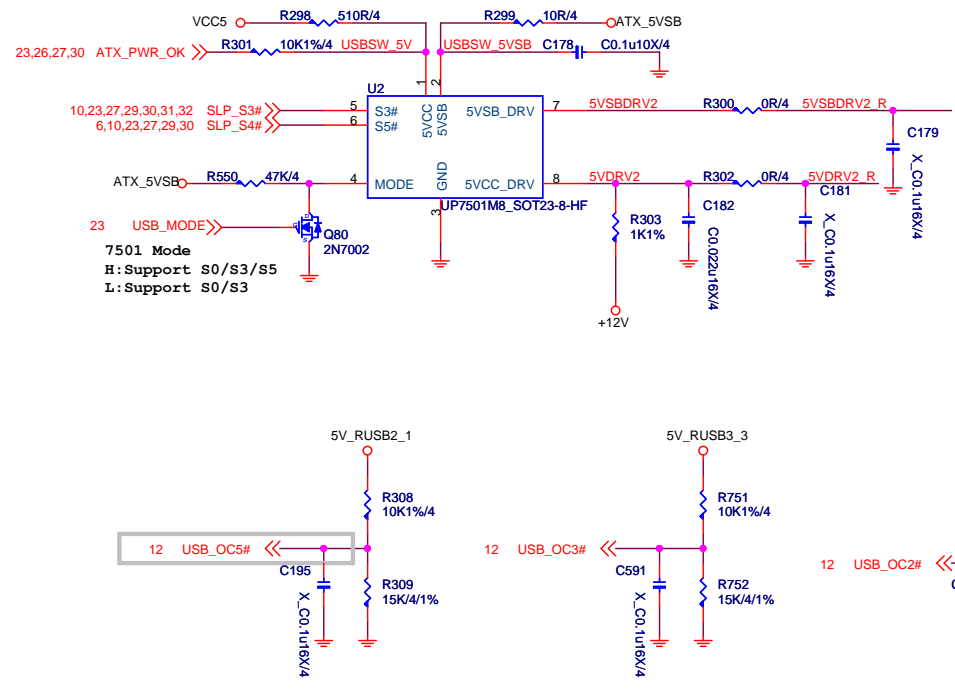 VCC5 R298 510R/4 R299 10R/4 ATX_5VSB
23,26,27,30 ATX_PWR_OK R301 10K1%/4 USBSW_5V USBSW_5VSB C178 C0.1u10X/4
U2
1 2
10,23,27,29,30,31,32 SLP_S3# 5 S3# 5VCC 5VSB 5VSB_DRV 7 5VSBDRV2 R300 0R/4 5VSBDRV2_R
6,10,23,27,29,30 SLP_S4# 6 S5#
C179
X_C0.1u16X/4
ATX_5VSB R550 47K/4 4 MODE GND 5VCC_DRV 8 5VDRV2 R302 0R/4 5VDRV2_R
3 UP7501M8_SOT23-8-HF
C181
X_C0.1u16X/4
C182
C0.022u16X/4
R303
1K1%
+12V
23 USB_MODE
G D S
Q80
2N7002
7501 Mode
H:Support S0/S3/S5
L:Support S0/S3
5V_RUSB2_1 5V_RUSB3_3
R308
10K1%/4
R751
10K1%/4
12 USB_OC5# 12 USB_OC3# 12 USB_OC2#
C195
X_C0.1u16X/4
R309
15K/4/1%
C591
X_C0.1u16X/4
R752
15K/4/1%
C